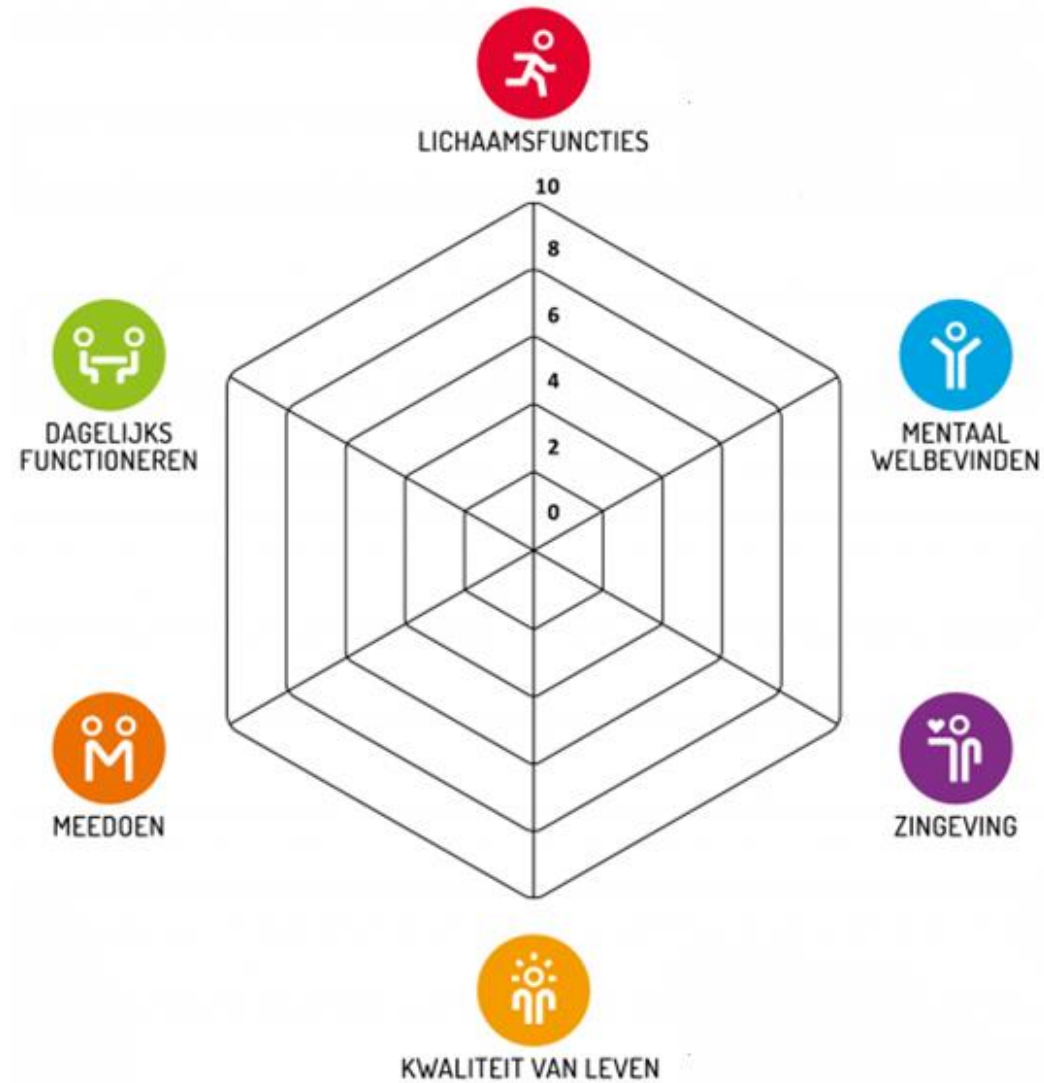 LICHAAMSFUNCTIES
10
8
6
4
2
0
DAGELIJKS
FUNCTIONEREN
MENTAAL
WELBEVINDEN
MEEDOEN
ZINGEVING
KWALITEIT VAN LEVEN